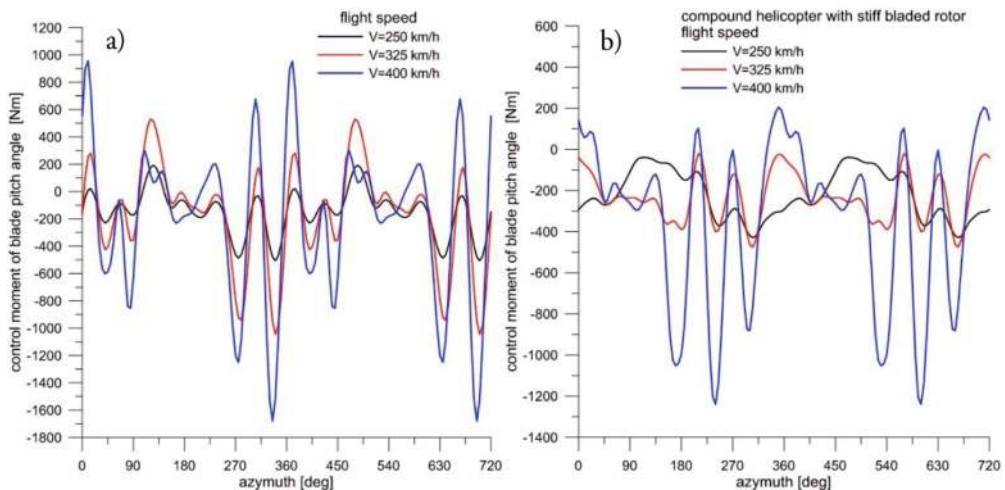 a)
flight speed
V=250 km/h
V=325 km/h
V=400 km/h
control moment of blade pitch angle [Nm]
1200
1000
800
600
400
200
0
-200
-400
-600
-800
-1000
-1200
-1400
-1600
-1800
0 90 180 270 360 450 540 630 720
azymuth [deg]
b)
compound helicopter with stiff bladed rotor
flight speed
V=250 km/h
V=325 km/h
V=400 km/h
control moment of blade pitch angle [Nm]
600
400
200
0
-200
-400
-600
-800
-1000
-1200
-1400
0 90 180 270 360 450 540 630 720
azymuth [deg]